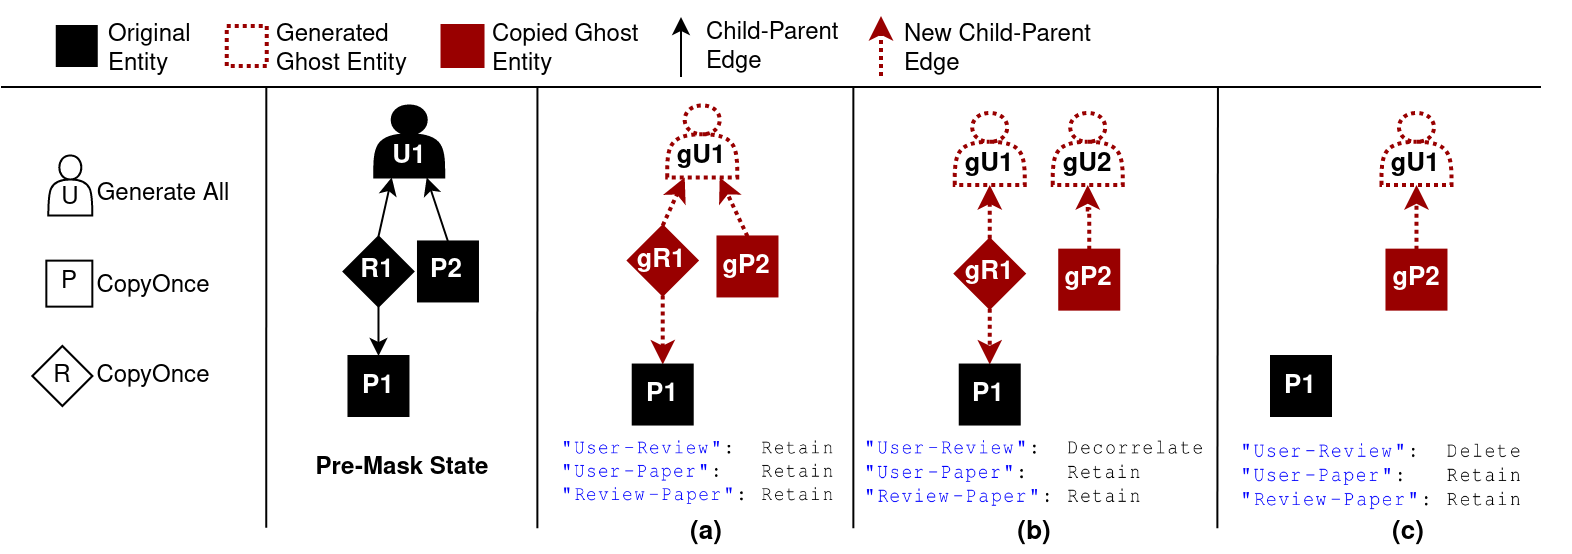 Original Entity
Generated Ghost Entity
Copied Ghost Entity
Child-Parent Edge
New Child-Parent Edge
U Generate All
P CopyOnce
R CopyOnce
U1
R1 P2
P1
Pre-Mask State
gU1
gR1 gP2
P1
"User-Review": Retain
"User-Paper": Retain
"Review-Paper": Retain
(a)
gU1 gU2
gR1 gP2
P1
"User-Review": Decorrelate
"User-Paper": Retain
"Review-Paper": Retain
(b)
gU1
gP2
P1
"User-Review": Delete
"User-Paper": Retain
"Review-Paper": Retain
(c)